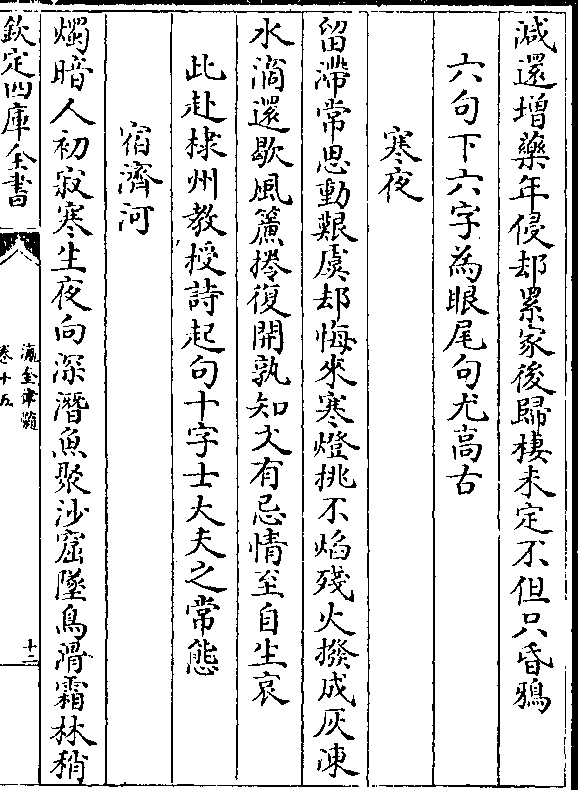 減還増藥年侵却累家後歸棲未定不但只昏鴉
六句下六字為眼尾句尤髙古
寒夜
留滯常思動艱虞却悔來寒燈挑不焰殘火撥成灰凍
水滴還歇風簾捲復開孰知文有忌情至自生哀
此赴棣州教授詩起句十字士大夫之常態
宿濟河
燭暗人初寂寒生夜向深潛魚聚沙窟墜鳥滑霜林稍
欽定四庫全書
瀛奎律髓
卷十五
十二